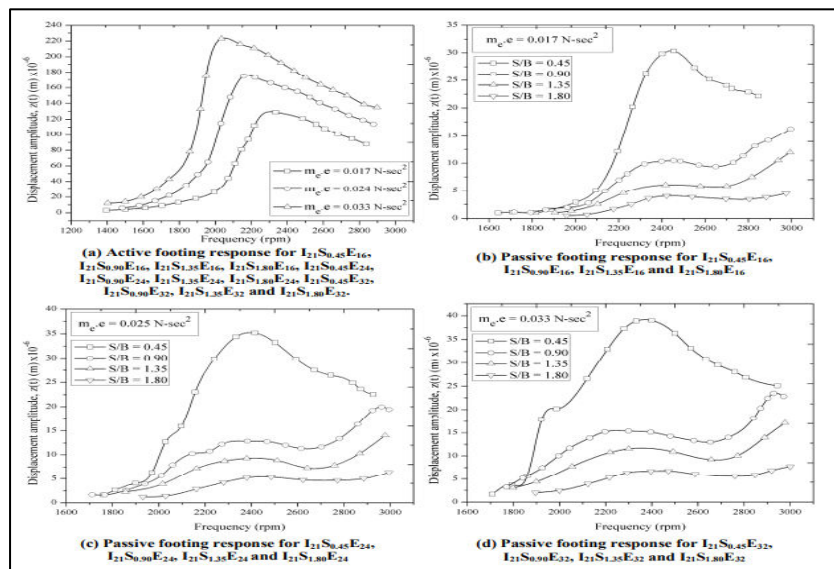 Displacement amplitude, z(t) (m) x10⁻⁶
240
220
200
180
160
140
120
100
80
60
40
20
0
mₑ.e = 0.017 N-sec²
mₑ.e = 0.024 N-sec²
mₑ.e = 0.033 N-sec²
1200 1400 1600 1800 2000 2200 2400 2600 2800 3000
Frequency (rpm)
(a) Active footing response for I₂₁S₀.₄₅E₁₆,
I₂₁S₀.₉₀E₁₆, I₂₁S₁.₃₅E₁₆, I₂₁S₁.₈₀E₁₆, I₂₁S₀.₄₅E₂₄,
I₂₁S₀.₉₀E₂₄, I₂₁S₁.₃₅E₂₄, I₂₁S₁.₈₀E₂₄, I₂₁S₀.₄₅E₃₂,
I₂₁S₀.₉₀E₃₂, I₂₁S₁.₃₅E₃₂ and I₂₁S₁.₈₀E₃₂.
Displacement amplitude, z(t) (m) x10⁻⁶
35
30
25
20
15
10
5
0
mₑ.e = 0.017 N-sec²
S/B = 0.45
S/B = 0.90
S/B = 1.35
S/B = 1.80
1600 1800 2000 2200 2400 2600 2800 3000
Frequency (rpm)
(b) Passive footing response for I₂₁S₀.₄₅E₁₆,
I₂₁S₀.₉₀E₁₆, I₂₁S₁.₃₅E₁₆ and I₂₁S₁.₈₀E₁₆
Displacement amplitude, z(t) (m) x10⁻⁶
40
35
30
25
20
15
10
5
0
mₑ.e = 0.025 N-sec²
S/B = 0.45
S/B = 0.90
S/B = 1.35
S/B = 1.80
1600 1800 2000 2200 2400 2600 2800 3000
Frequency (rpm)
(c) Passive footing response for I₂₁S₀.₄₅E₂₄,
I₂₁S₀.₉₀E₂₄, I₂₁S₁.₃₅E₂₄ and I₂₁S₁.₈₀E₂₄
Displacement amplitude, z(t) (m) x10⁻⁶
40
35
30
25
20
15
10
5
0
mₑ.e = 0.033 N-sec²
S/B = 0.45
S/B = 0.90
S/B = 1.35
S/B = 1.80
1600 1800 2000 2200 2400 2600 2800 3000
Frequency (rpm)
(d) Passive footing response for I₂₁S₀.₄₅E₃₂,
I₂₁S₀.₉₀E₃₂, I₂₁S₁.₃₅E₃₂ and I₂₁S₁.₈₀E₃₂